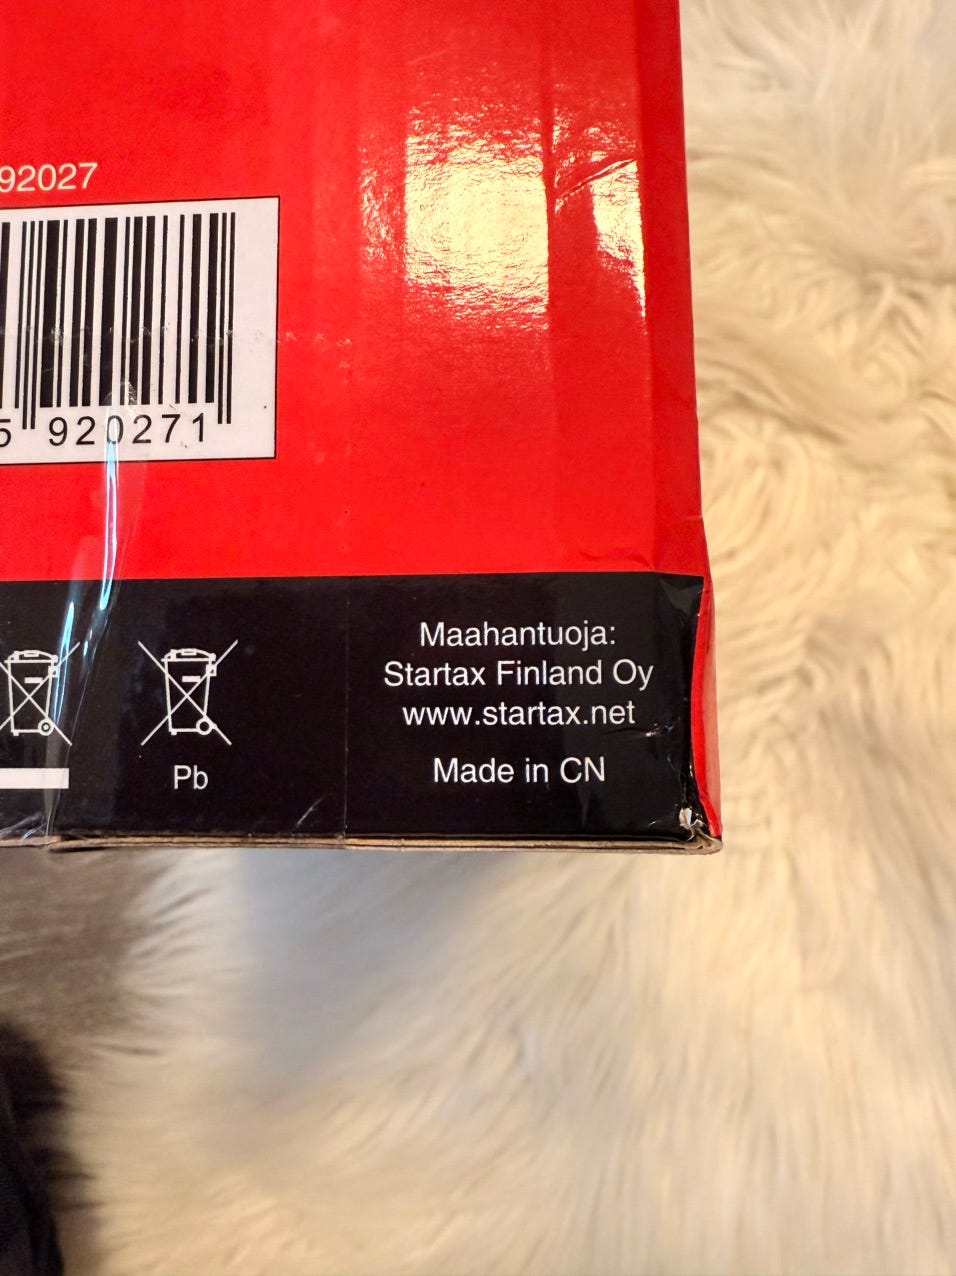 92027
5 920271
Pb
Maahantuoja:
Startax Finland Oy
www.startax.net
Made in CN